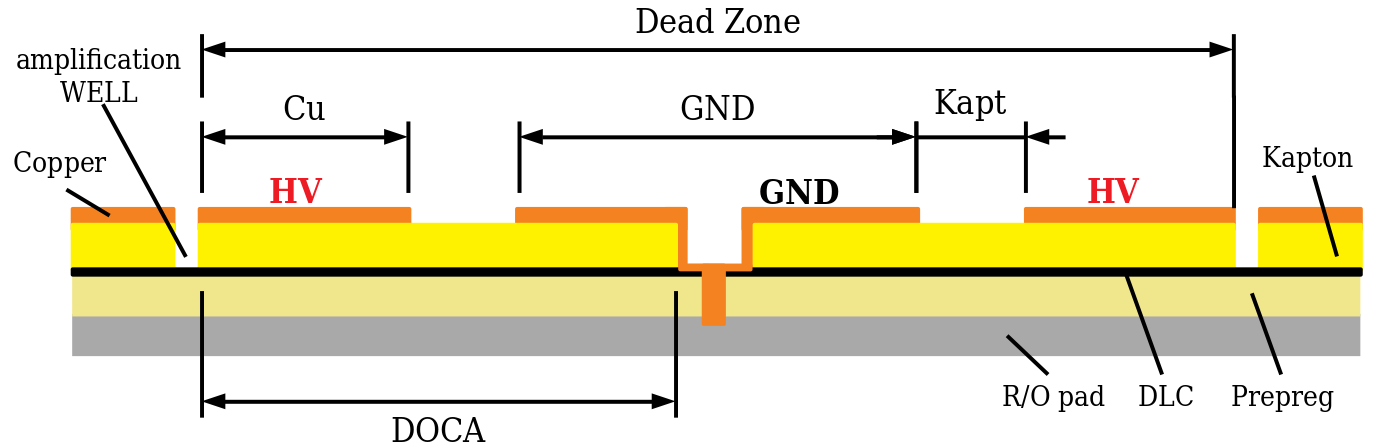 Dead Zone
amplification
WELL
Cu
GND
Kapt
Copper
HV
GND
HV
Kapton
R/O pad
DLC
Prepreg
DOCA